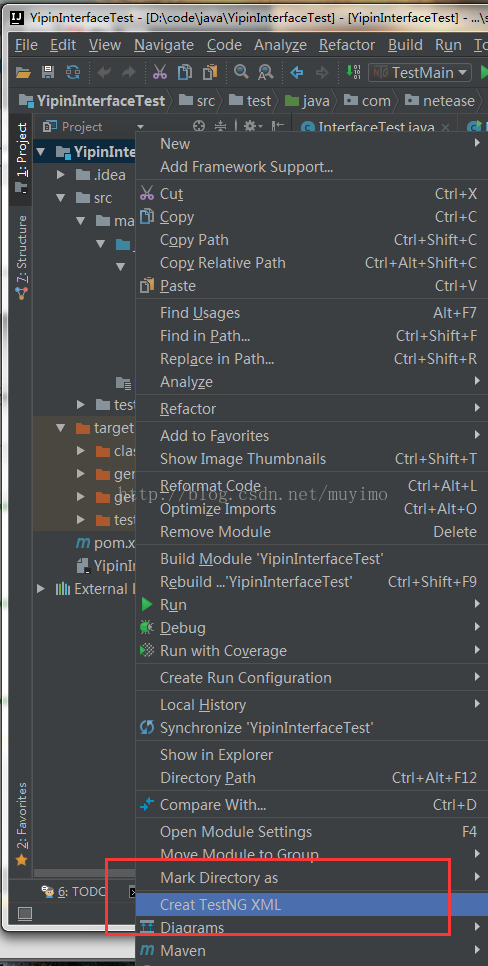 YipinInterfaceTest - [D:\code\java\YipinInterfaceTest] - [YipinInterfaceTest] - ...\s
File Edit View Navigate Code Analyze Refactor Build Run To
TestMain
YipinInterfaceTest src test java com netease
1: Project
Project
InterfaceTest.java
YipinInte
.idea
src
ma
tes
target
clas
gen
get
test
pom.x
YipinIn
External L
7: Structure
2: Favorites
6: TODO
New
Add Framework Support...
Cut Ctrl+X
Copy Ctrl+C
Copy Path Ctrl+Shift+C
Copy Relative Path Ctrl+Alt+Shift+C
Paste Ctrl+V
Find Usages Alt+F7
Find in Path... Ctrl+Shift+F
Replace in Path... Ctrl+Shift+R
Analyze
Refactor
Add to Favorites
Show Image Thumbnails Ctrl+Shift+T
http://blog.csdn.net/muyimo
Reformat Code Ctrl+Alt+L
Optimize Imports Ctrl+Alt+O
Remove Module Delete
Build Module 'YipinInterfaceTest'
Rebuild ...'YipinInterfaceTest' Ctrl+Shift+F9
Run
Debug
Run with Coverage
Create Run Configuration
Local History
Synchronize 'YipinInterfaceTest'
Show in Explorer
Directory Path Ctrl+Alt+F12
Compare With... Ctrl+D
Open Module Settings F4
Move Module to Group
Mark Directory as
Creat TestNG XML
Diagrams
Maven